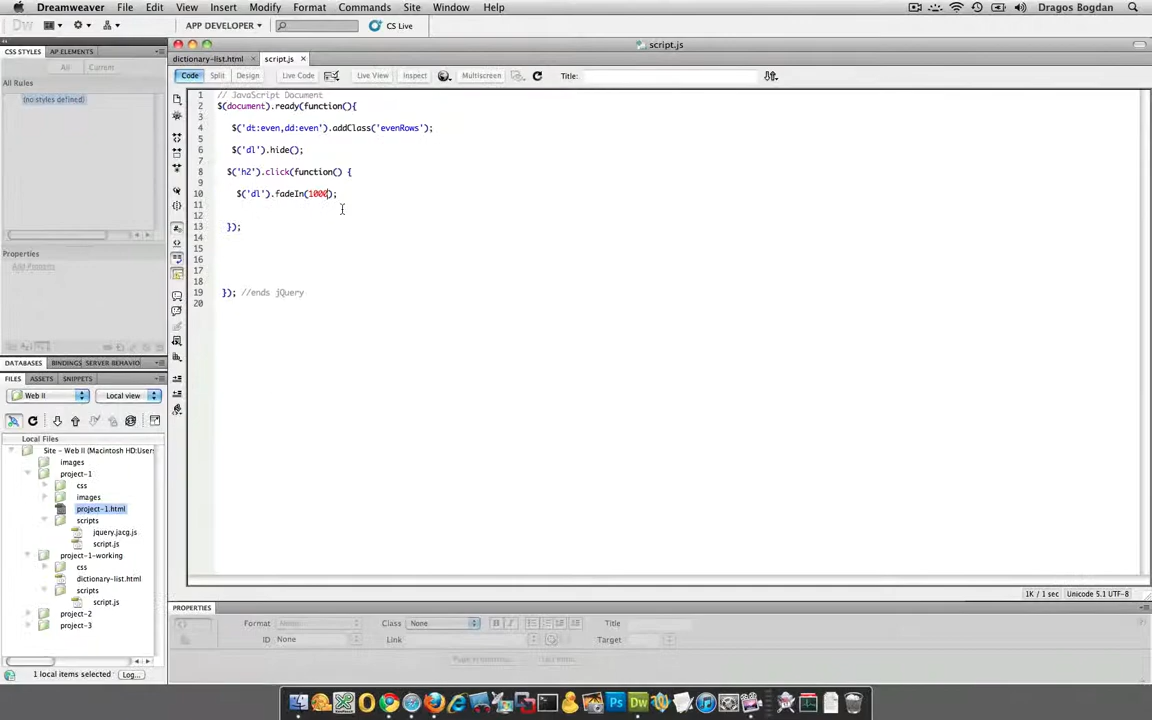 Dreamweaver File Edit View Insert Modify Format Commands Site Window Help Dragos Bogdan
Dw APP DEVELOPER CS Live
script.js
CSS STYLES AP ELEMENTS
dictionary-list.html script.js
All Current
Code Split Design Live Code Live View Inspect Multiscreen Title:
All Rules
(no styles defined)
1 // JavaScript Document
2 $(document).ready(function(){
3
4 $('dt:even,dd:even').addClass('evenRows');
5
6 $('dl').hide();
7
8 $('h2').click(function() {
9
10 $('dl').fadeIn(1000);
11
12
13 });
14
15
16
17
18
19 }); //ends jQuery
20
Properties
Add Property
DATABASES BINDINGS SERVER BEHAVIO
FILES ASSETS SNIPPETS
Web II Local view
Local Files
Site - Web II (Macintosh HD:Users
images
project-1
css
images
project-1.html
scripts
jquery.jacg.js
script.js
project-1-working
css
dictionary-list.html
scripts
script.js
project-2
project-3
1 local items selected Log...
1K / 1 sec Unicode 5.1 UTF-8
PROPERTIES
Format None Class None B I Title
ID None Link Target
Page Properties...
Ps Dw